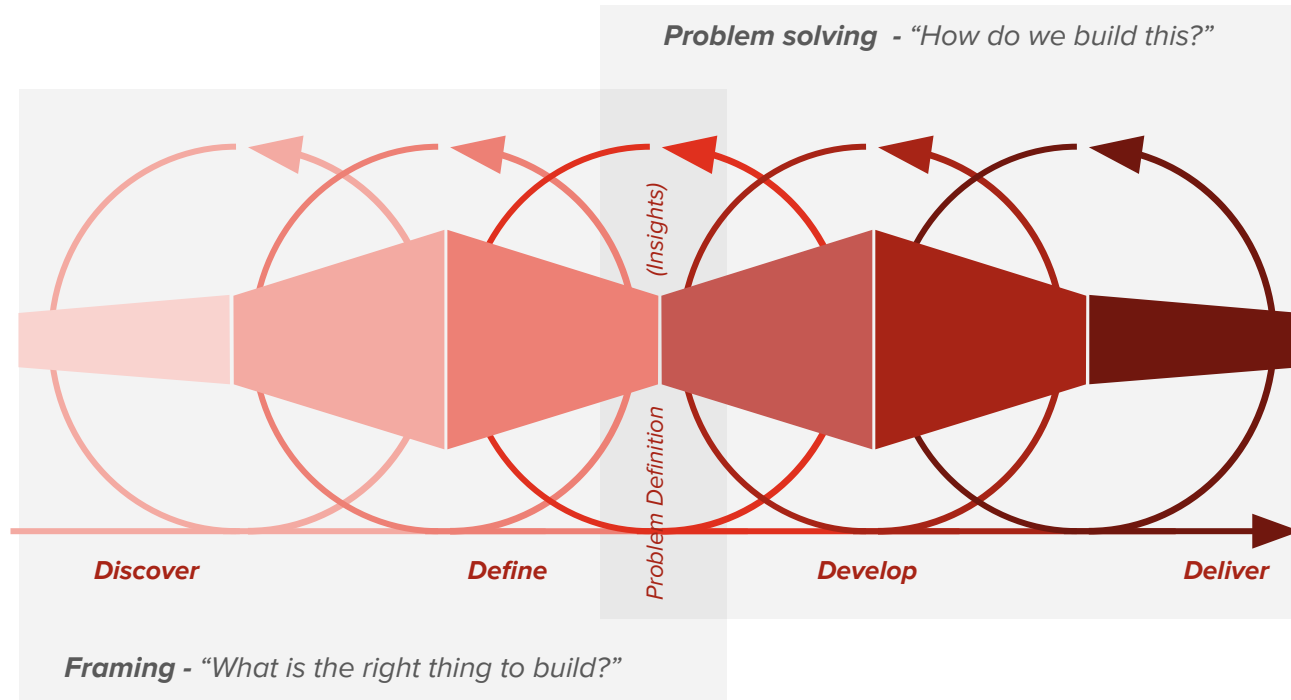 Problem solving - “How do we build this?”
(Insights)
Problem Definition
Discover
Define
Develop
Deliver
Framing - “What is the right thing to build?”